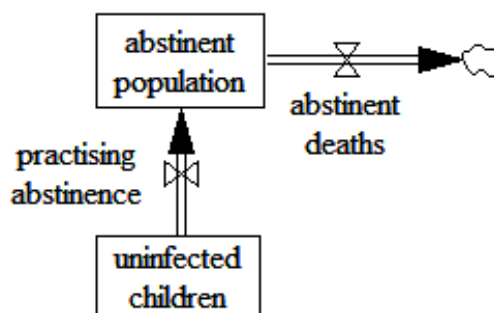 abstinent
population
abstinent
deaths
practising
abstinence
uninfected
children